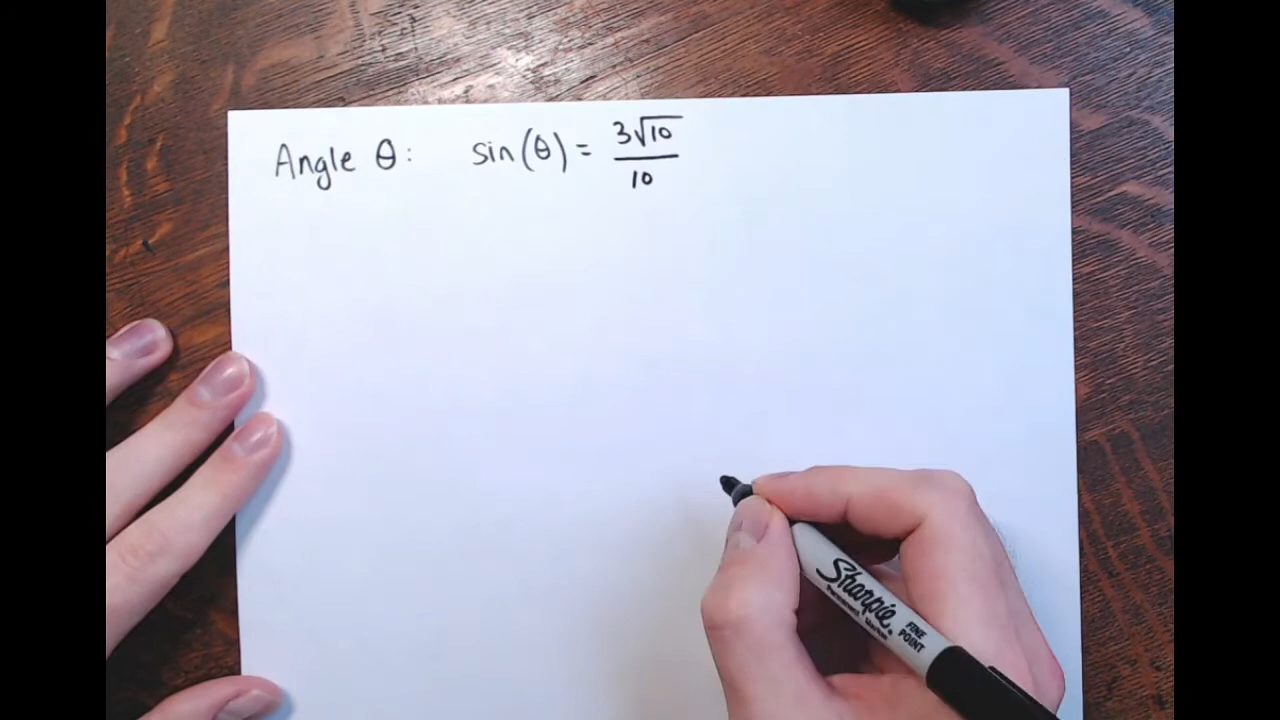 Angle θ: sin(θ) = 3√10/10
Sharpie.
FINE POINT